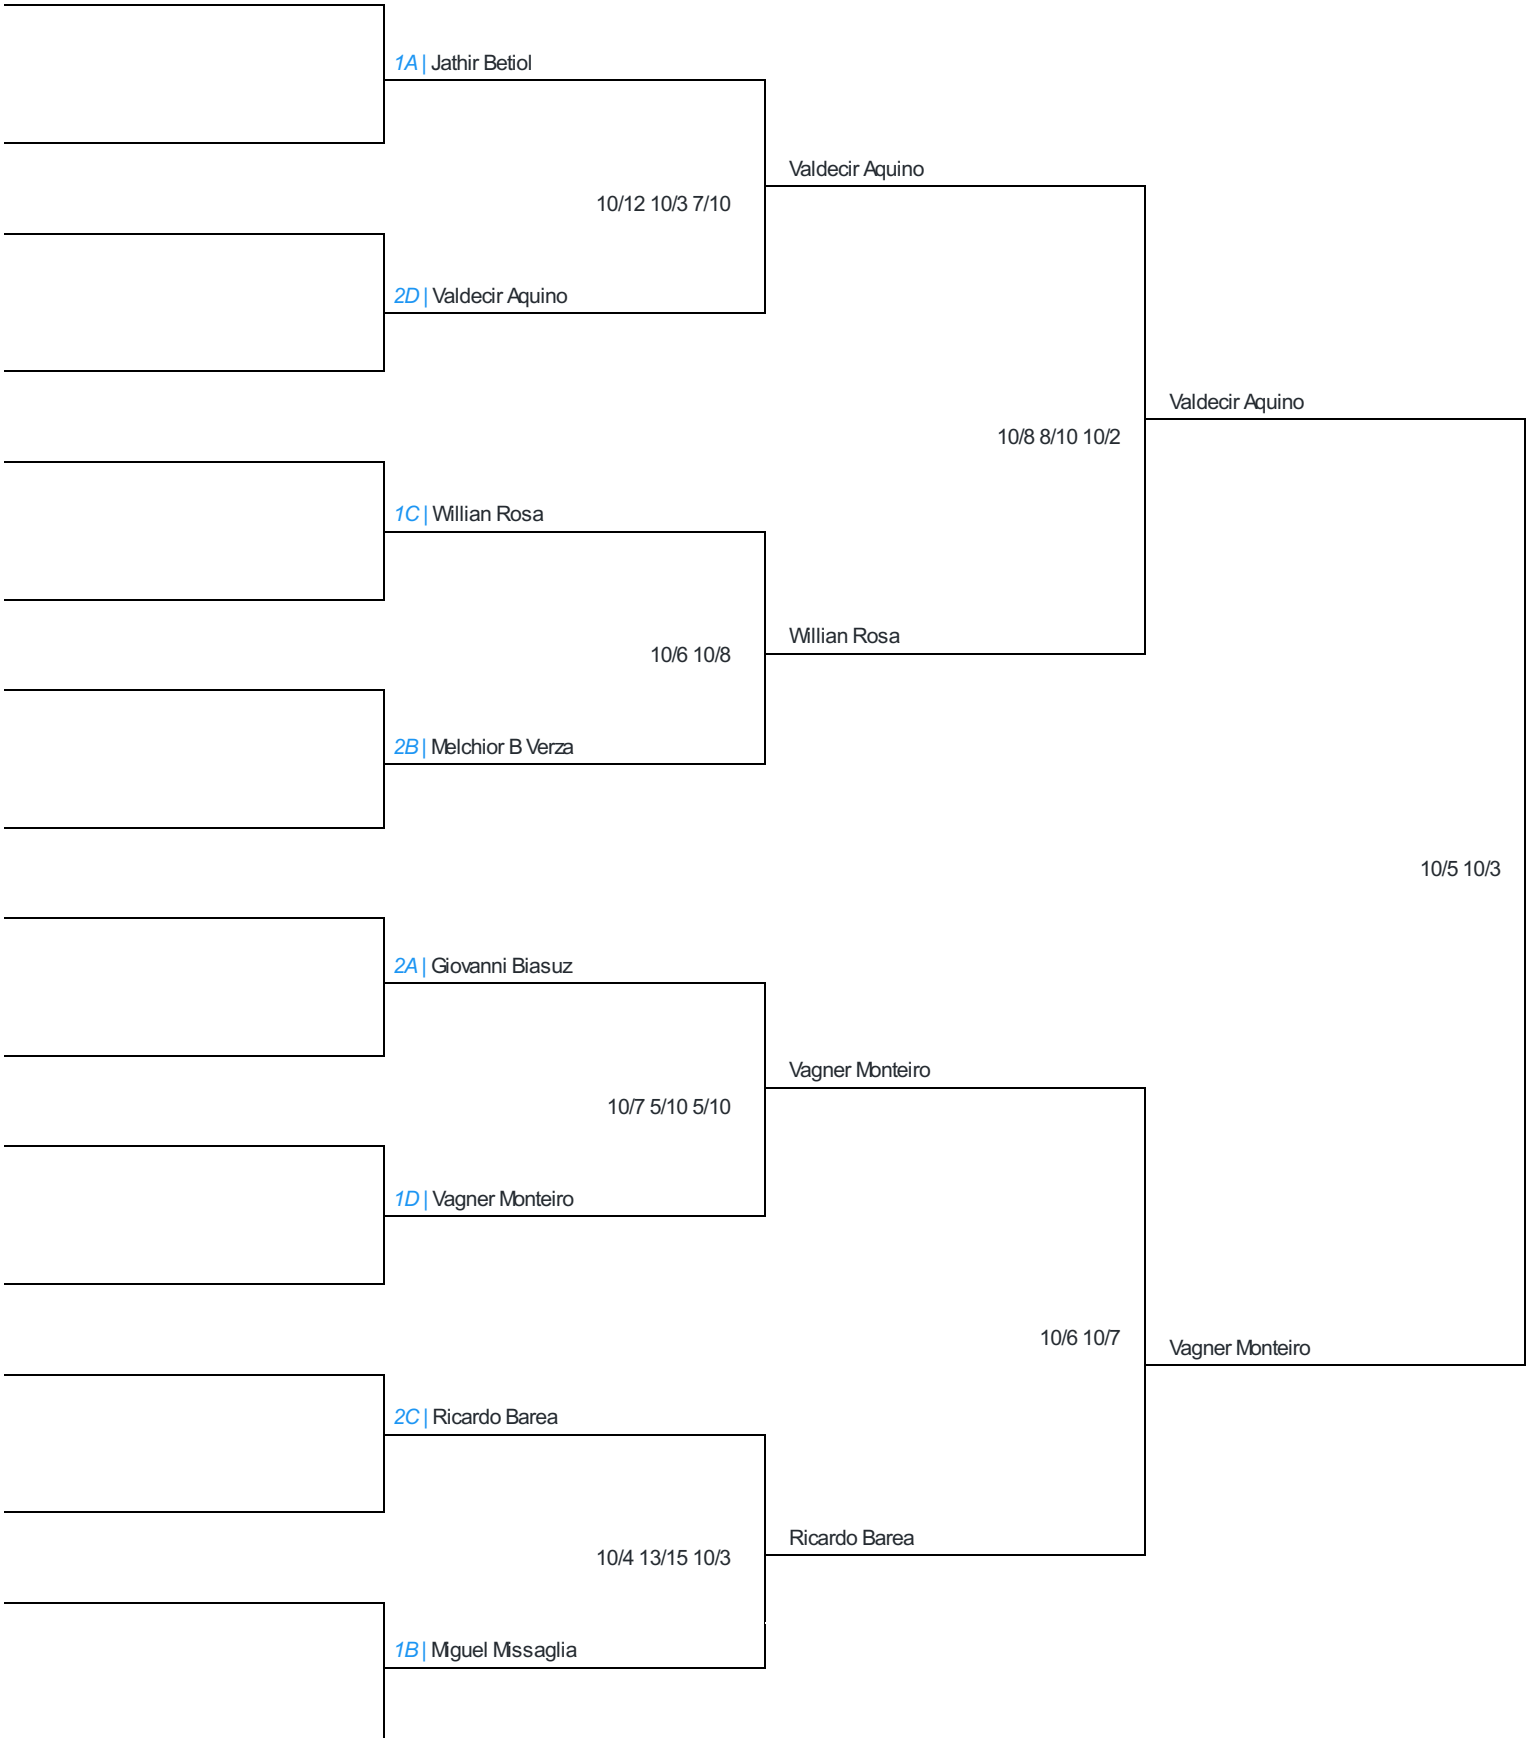 1A | Jathir Betiol
Valdecir Aquino
10/12 10/3 7/10
2D | Valdecir Aquino
Valdecir Aquino
10/8 8/10 10/2
1C | Willian Rosa
Willian Rosa
10/6 10/8
2B | Melchior B Verza
10/5 10/3
2A | Giovanni Biasuz
Vagner Monteiro
10/7 5/10 5/10
1D | Vagner Monteiro
10/6 10/7
Vagner Monteiro
2C | Ricardo Barea
Ricardo Barea
10/4 13/15 10/3
1B | Miguel Missaglia